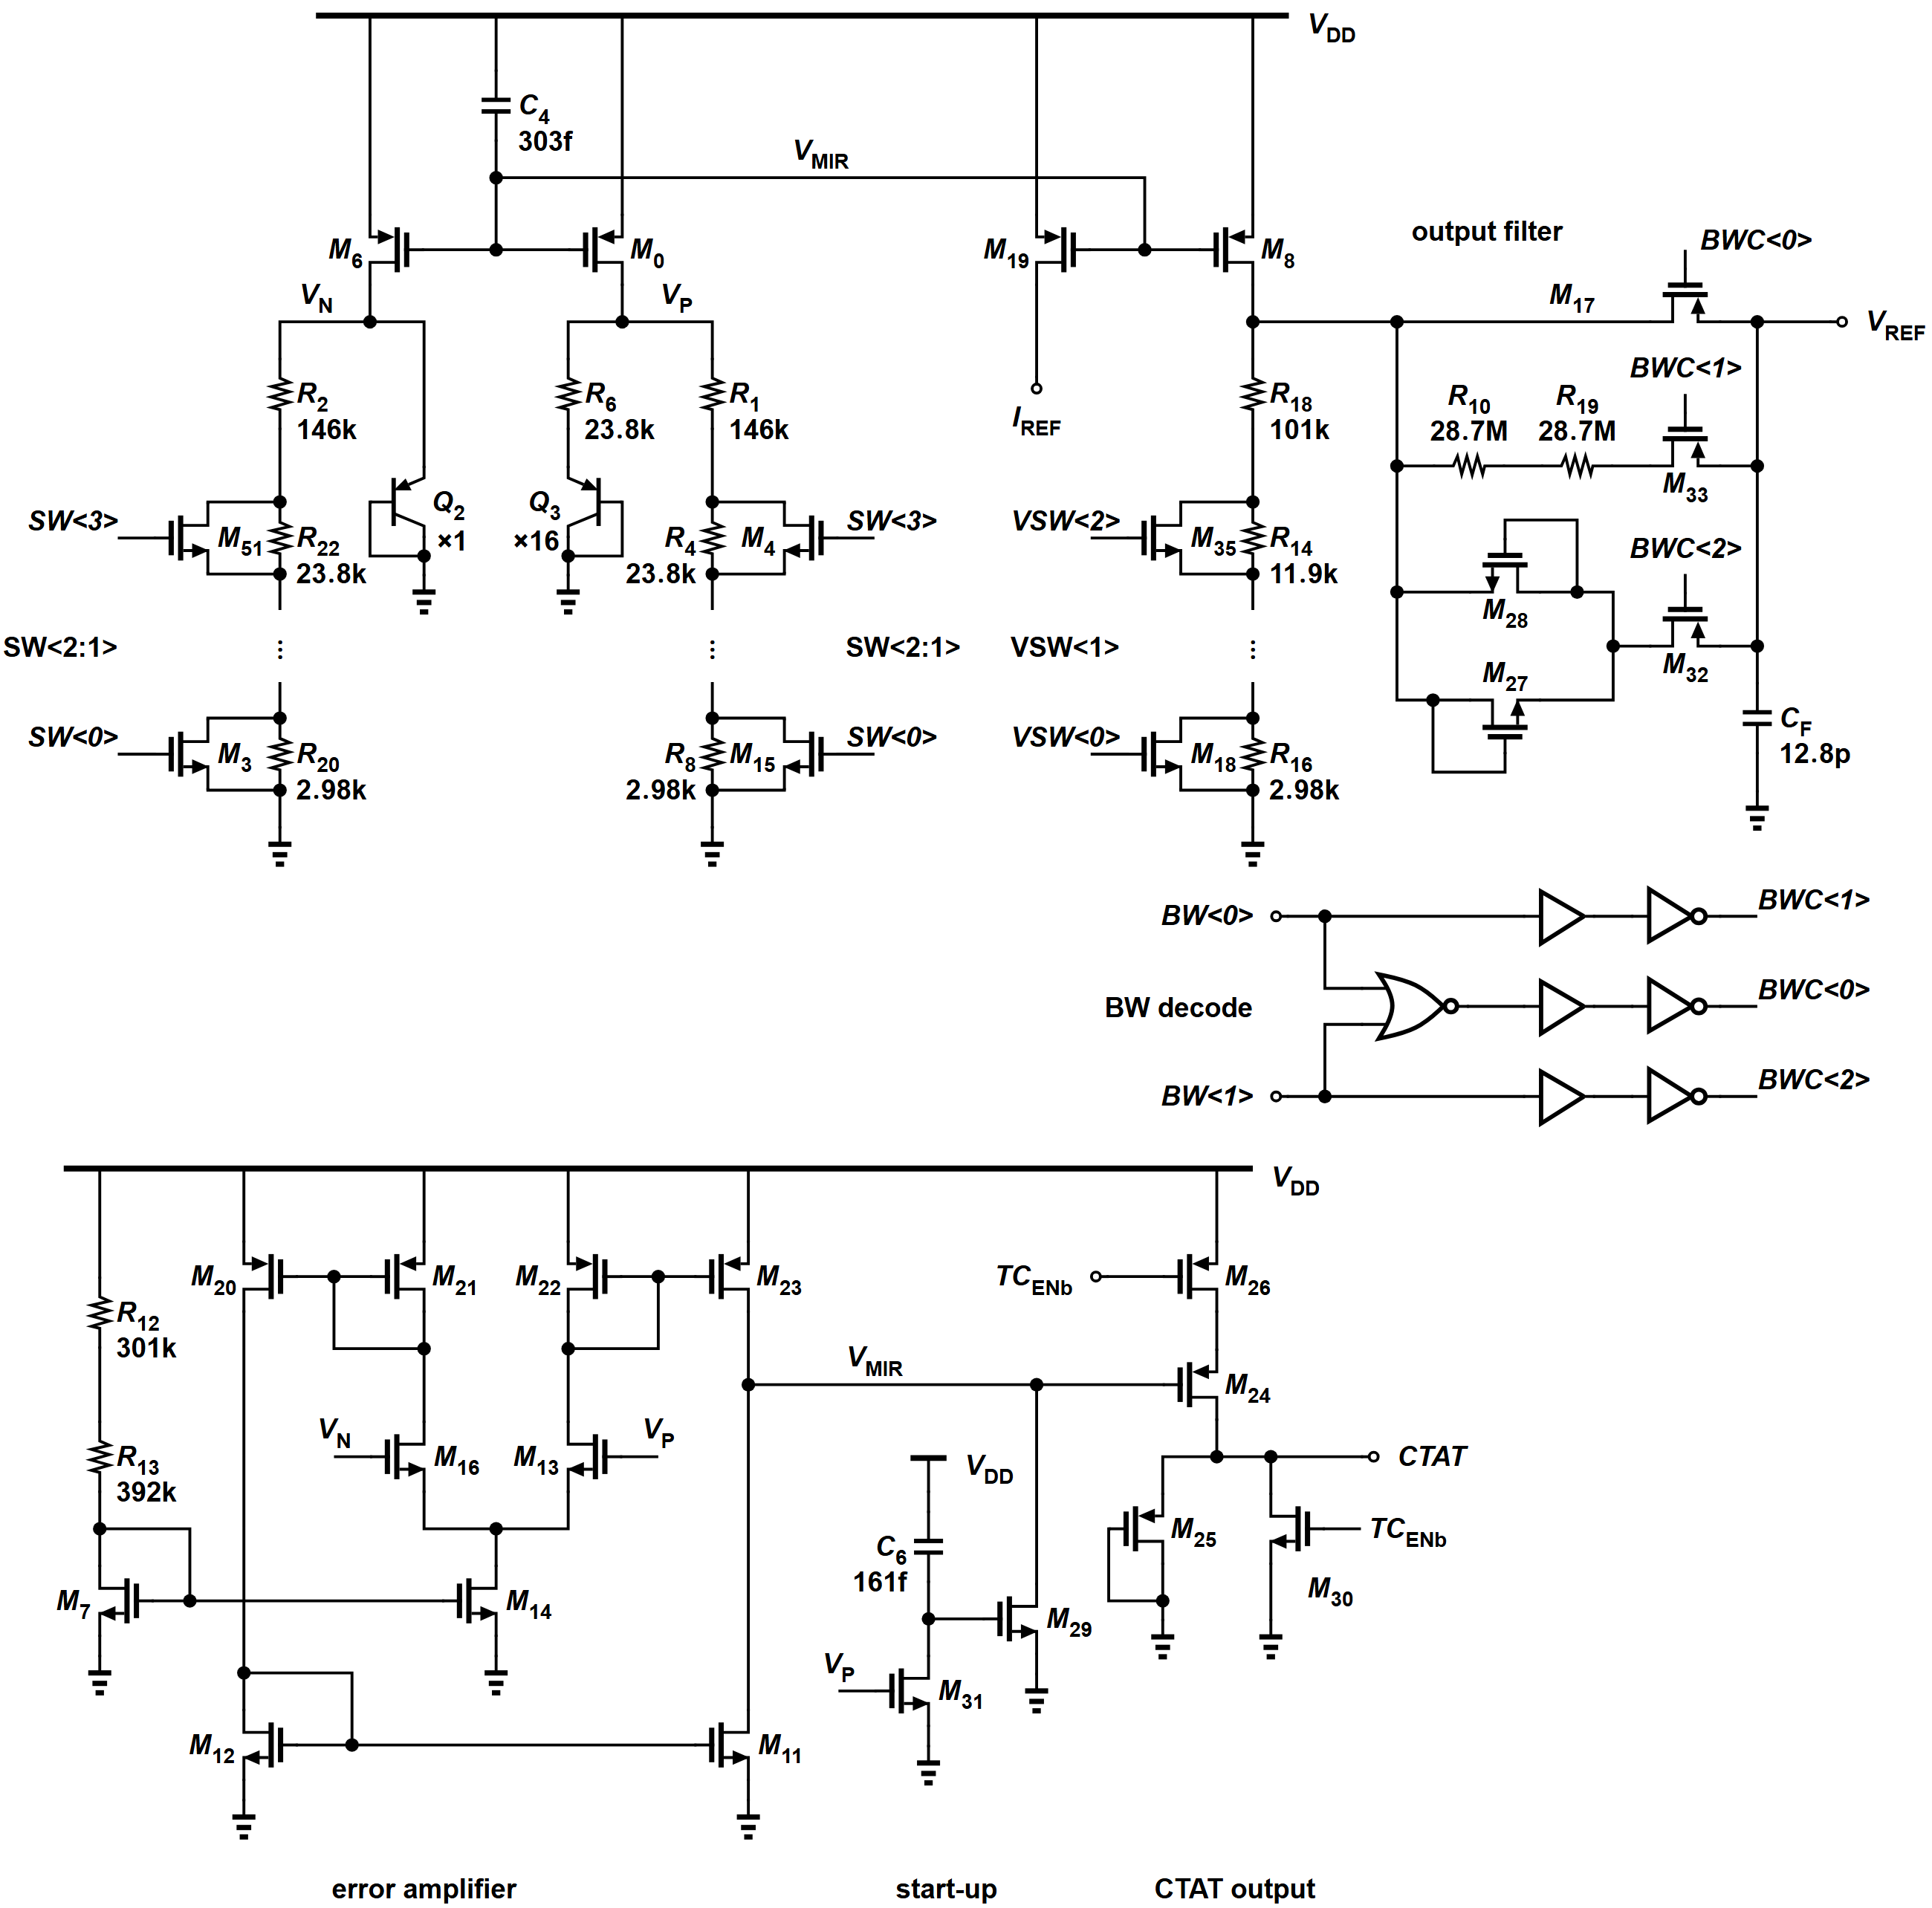 VDD
C4
303f
VMIR
M6
M0
M19
M8
output filter
BWC<0>
VN
VP
M17
VREF
BWC<1>
R2
146k
R6
23.8k
R1
146k
IREF
R18
101k
R10
28.7M
R19
28.7M
M33
SW<3>
M51
R22
23.8k
Q2
×1
Q3
×16
R4
23.8k
M4
SW<3>
VSW<2>
M35
R14
11.9k
BWC<2>
M28
SW<2:1>
...
...
SW<2:1>
VSW<1>
...
M27
M32
SW<0>
M3
R20
2.98k
R8
2.98k
M15
SW<0>
VSW<0>
M18
R16
2.98k
CF
12.8p
BW<0>
BWC<1>
BW decode
BWC<0>
BW<1>
BWC<2>
VDD
M20
M21
M22
M23
TCENb
M26
R12
301k
VMIR
M24
R13
392k
VN
M16
M13
VP
VDD
CTAT
C6
161f
M25
TCENb
M7
M14
M29
M30
VP
M31
M12
M11
error amplifier
start-up
CTAT output